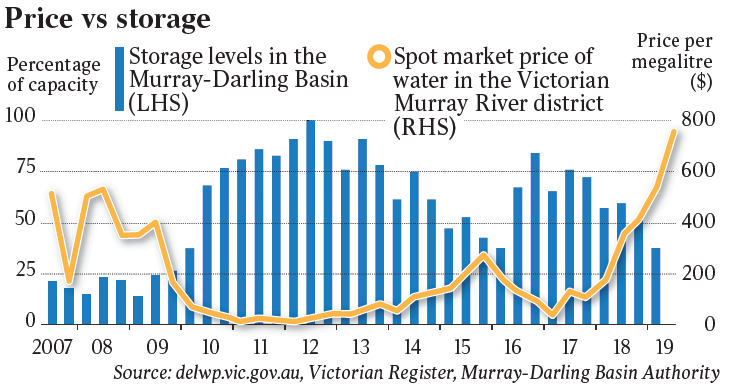 Price vs storage
Percentage
of capacity
Storage levels in the
Murray-Darling Basin
(LHS)
Spot market price of
water in the Victorian
Murray River district
(RHS)
Price per
megalitre
($)
100
75
50
25
0
800
600
400
200
0
2007 08 09 10 11 12 13 14 15 16 17 18 19
Source: delwp.vic.gov.au, Victorian Register, Murray-Darling Basin Authority